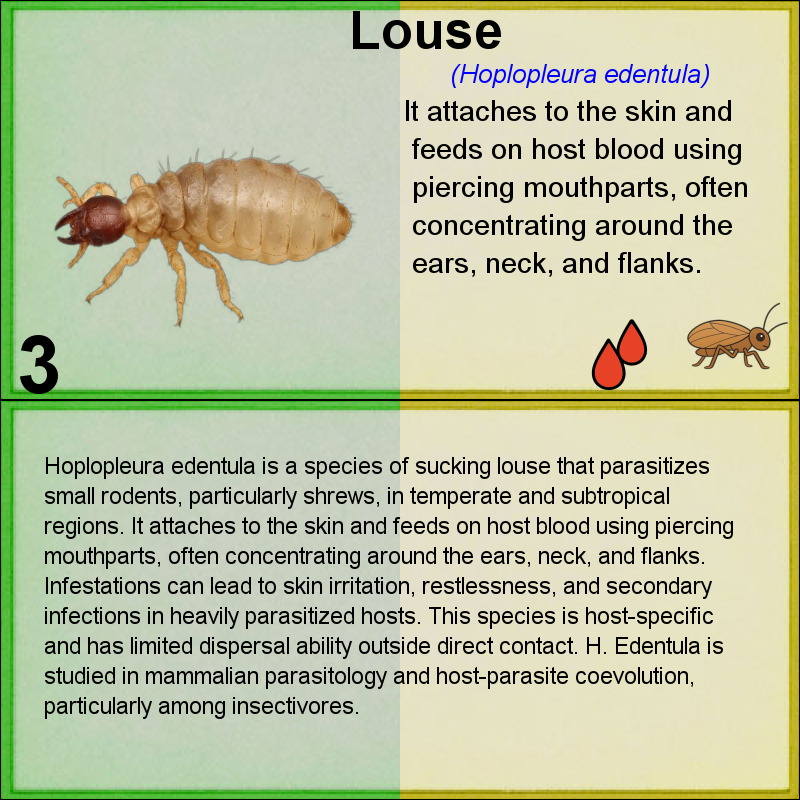 Louse
(Hoplopleura edentula)
It attaches to the skin and
feeds on host blood using
piercing mouthparts, often
concentrating around the
ears, neck, and flanks.
3
Hoplopleura edentula is a species of sucking louse that parasitizes
small rodents, particularly shrews, in temperate and subtropical
regions. It attaches to the skin and feeds on host blood using piercing
mouthparts, often concentrating around the ears, neck, and flanks.
Infestations can lead to skin irritation, restlessness, and secondary
infections in heavily parasitized hosts. This species is host-specific
and has limited dispersal ability outside direct contact. H. Edentula is
studied in mammalian parasitology and host-parasite coevolution,
particularly among insectivores.